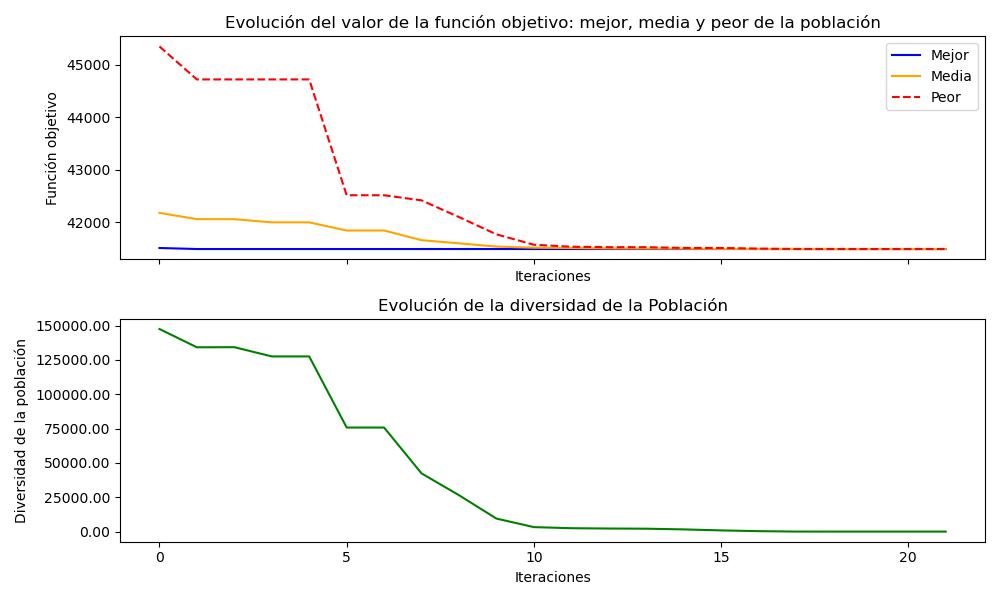 Evolución del valor de la función objetivo: mejor, media y peor de la población
45000
44000
43000
42000
Función objetivo
Mejor
Media
Peor
Iteraciones
Evolución de la diversidad de la Población
150000.00
125000.00
100000.00
75000.00
50000.00
25000.00
0.00
Diversidad de la población
0 5 10 15 20
Iteraciones